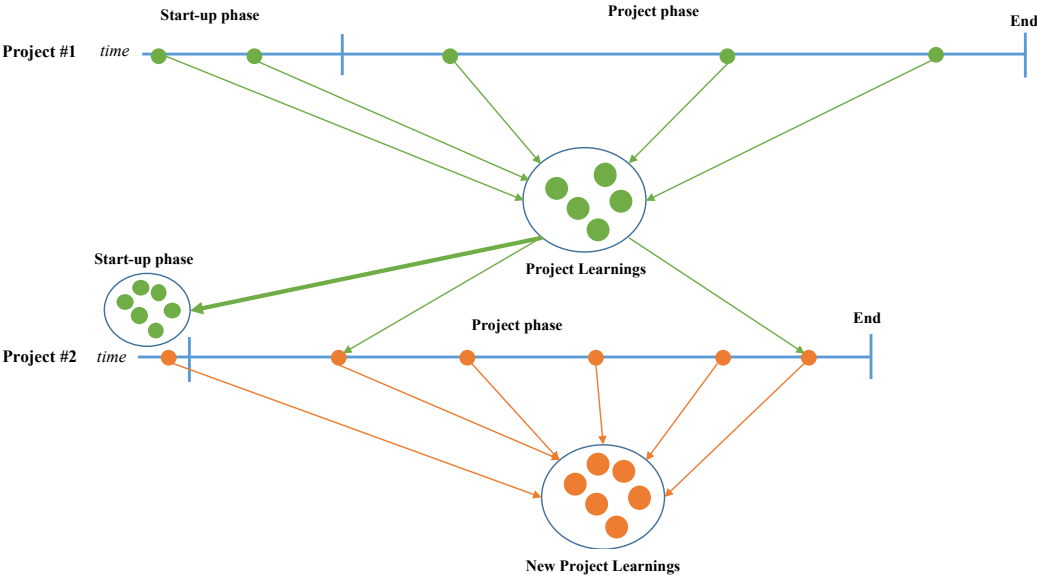 Start-up phase
Project phase
End
Project #1
time
Project Learnings
Start-up phase
Project phase
End
Project #2
time
New Project Learnings